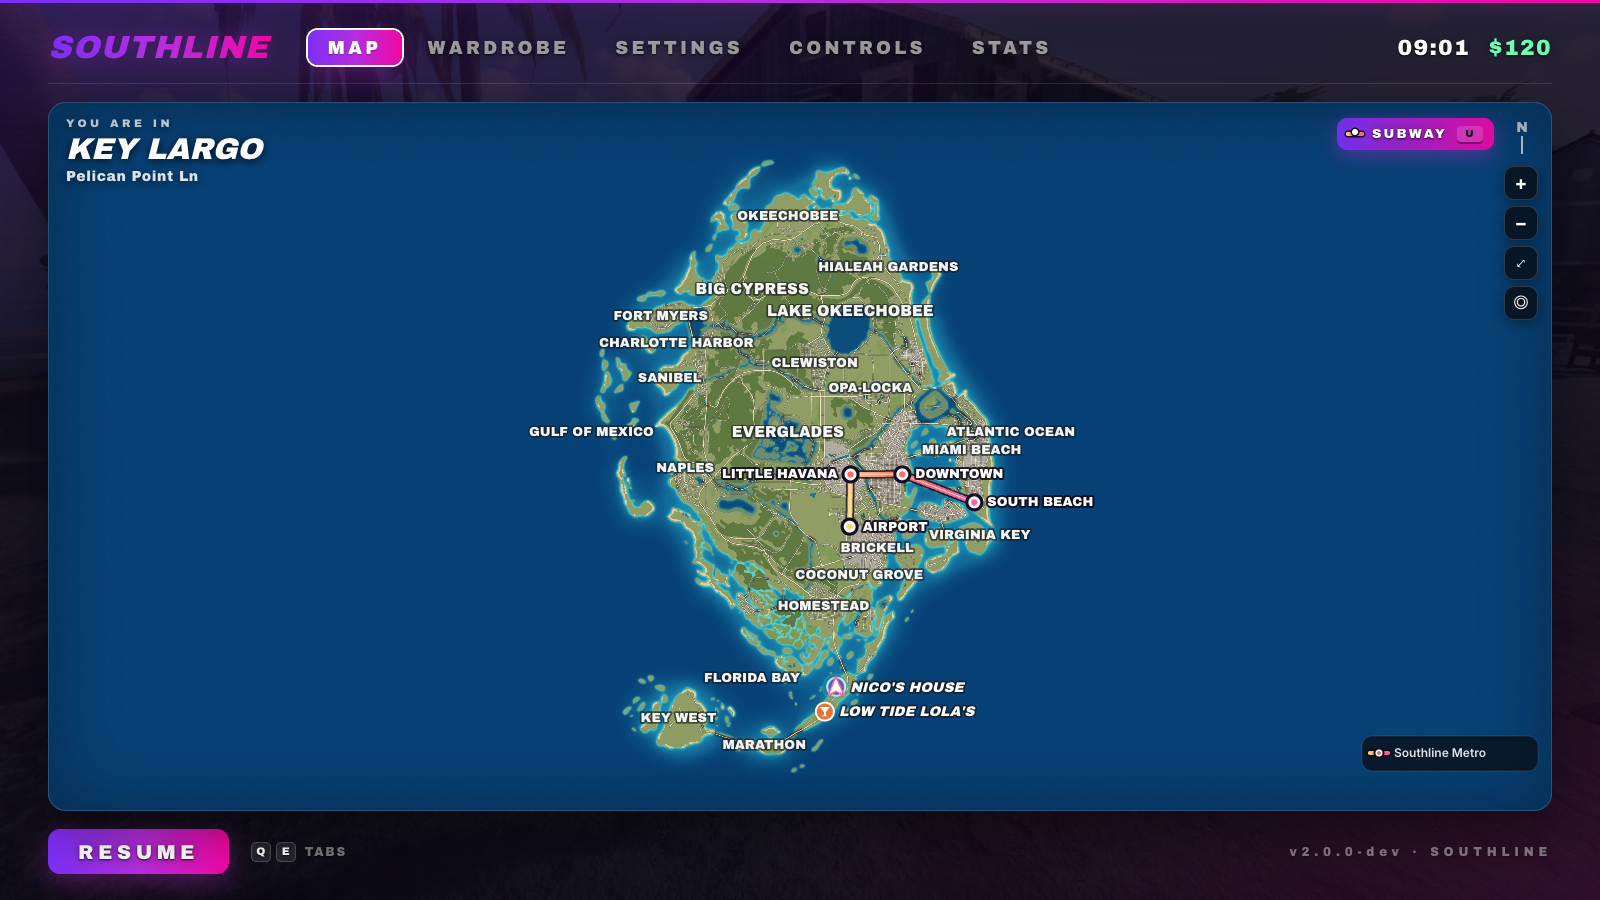 SOUTHLINE
MAP
WARDROBE
SETTINGS
CONTROLS
STATS
09:01 $120
YOU ARE IN
KEY LARGO
Pelican Point Ln
SUBWAY U
N
+
−
OKEECHOBEE
HIALEAH GARDENS
BIG CYPRESS
LAKE OKEECHOBEE
FORT MYERS
CHARLOTTE HARBOR
CLEWISTON
SANIBEL
OPA-LOCKA
GULF OF MEXICO
EVERGLADES
ATLANTIC OCEAN
MIAMI BEACH
NAPLES
LITTLE HAVANA
DOWNTOWN
SOUTH BEACH
AIRPORT
VIRGINIA KEY
BRICKELL
COCONUT GROVE
HOMESTEAD
FLORIDA BAY
NICO'S HOUSE
LOW TIDE LOLA'S
KEY WEST
MARATHON
Southline Metro
RESUME
Q E TABS
v2.0.0-dev · SOUTHLINE